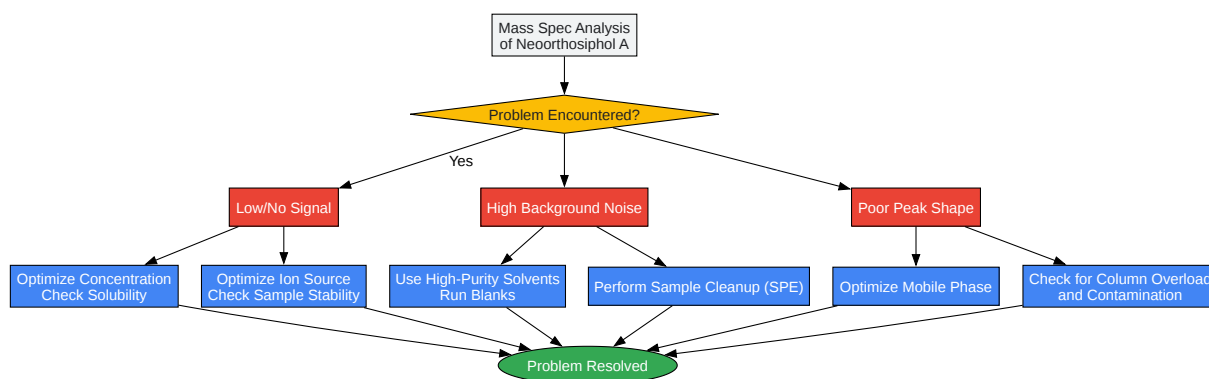 Mass Spec Analysis
of Neoorthosiphol A
Problem Encountered?
Yes
Low/No Signal
High Background Noise
Poor Peak Shape
Optimize Concentration
Check Solubility
Optimize Ion Source
Check Sample Stability
Use High-Purity Solvents
Run Blanks
Perform Sample Cleanup (SPE)
Optimize Mobile Phase
Check for Column Overload
and Contamination
Problem Resolved